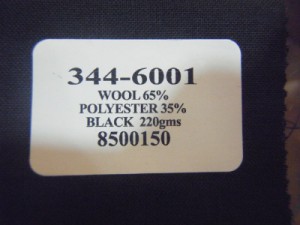 344-6001
WOOL 65%
POLYESTER 35%
BLACK 220gms
8500150